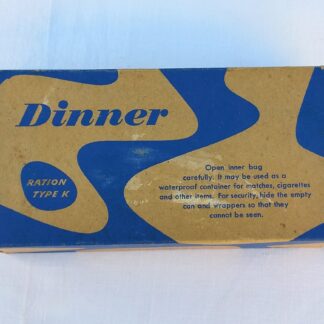 Dinner
RATION
TYPE K
Open inner bag
carefully. It may be used as a
waterproof container for matches, cigarettes
and other items. For security, hide the empty
can and wrappers so that they
cannot be seen.